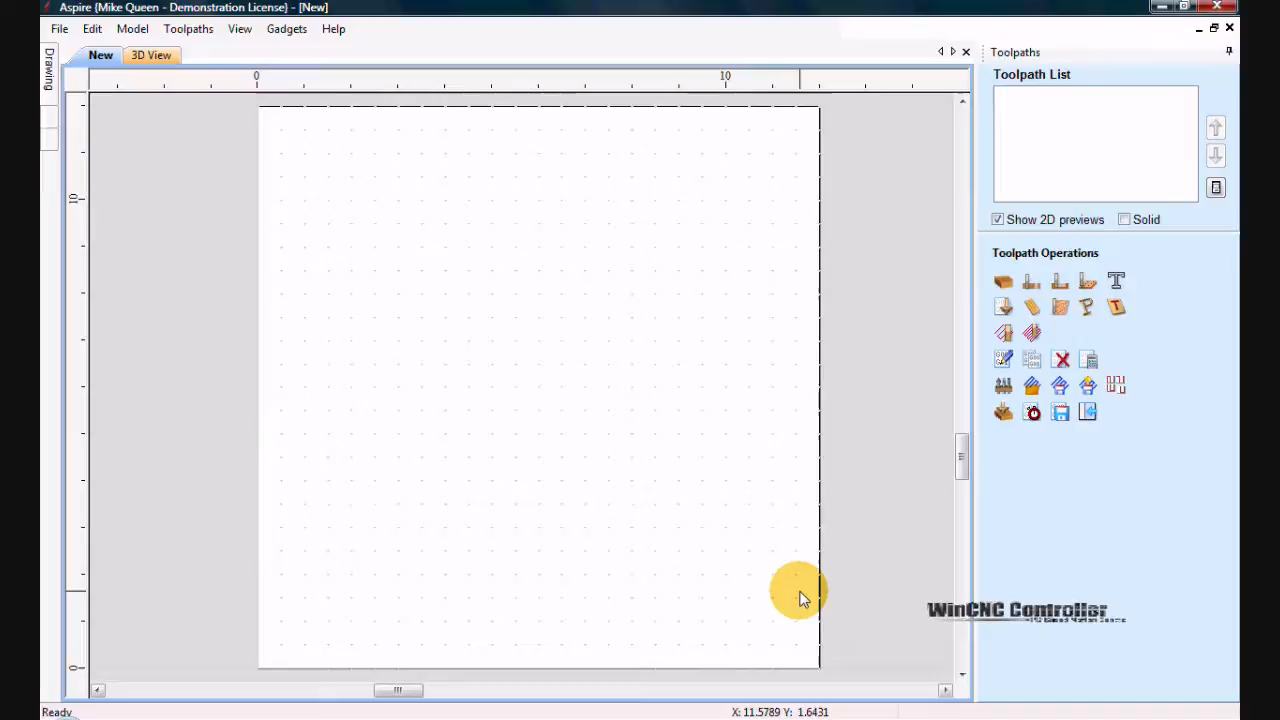 Aspire {Mike Queen - Demonstration License} - [New]
File Edit Model Toolpaths View Gadgets Help
Drawing
New 3D View
Toolpaths
0 10
Toolpath List
10
Show 2D previews Solid
Toolpath Operations
T
T
WinCNC Controller
0
Ready X: 11.5789 Y: 1.6431